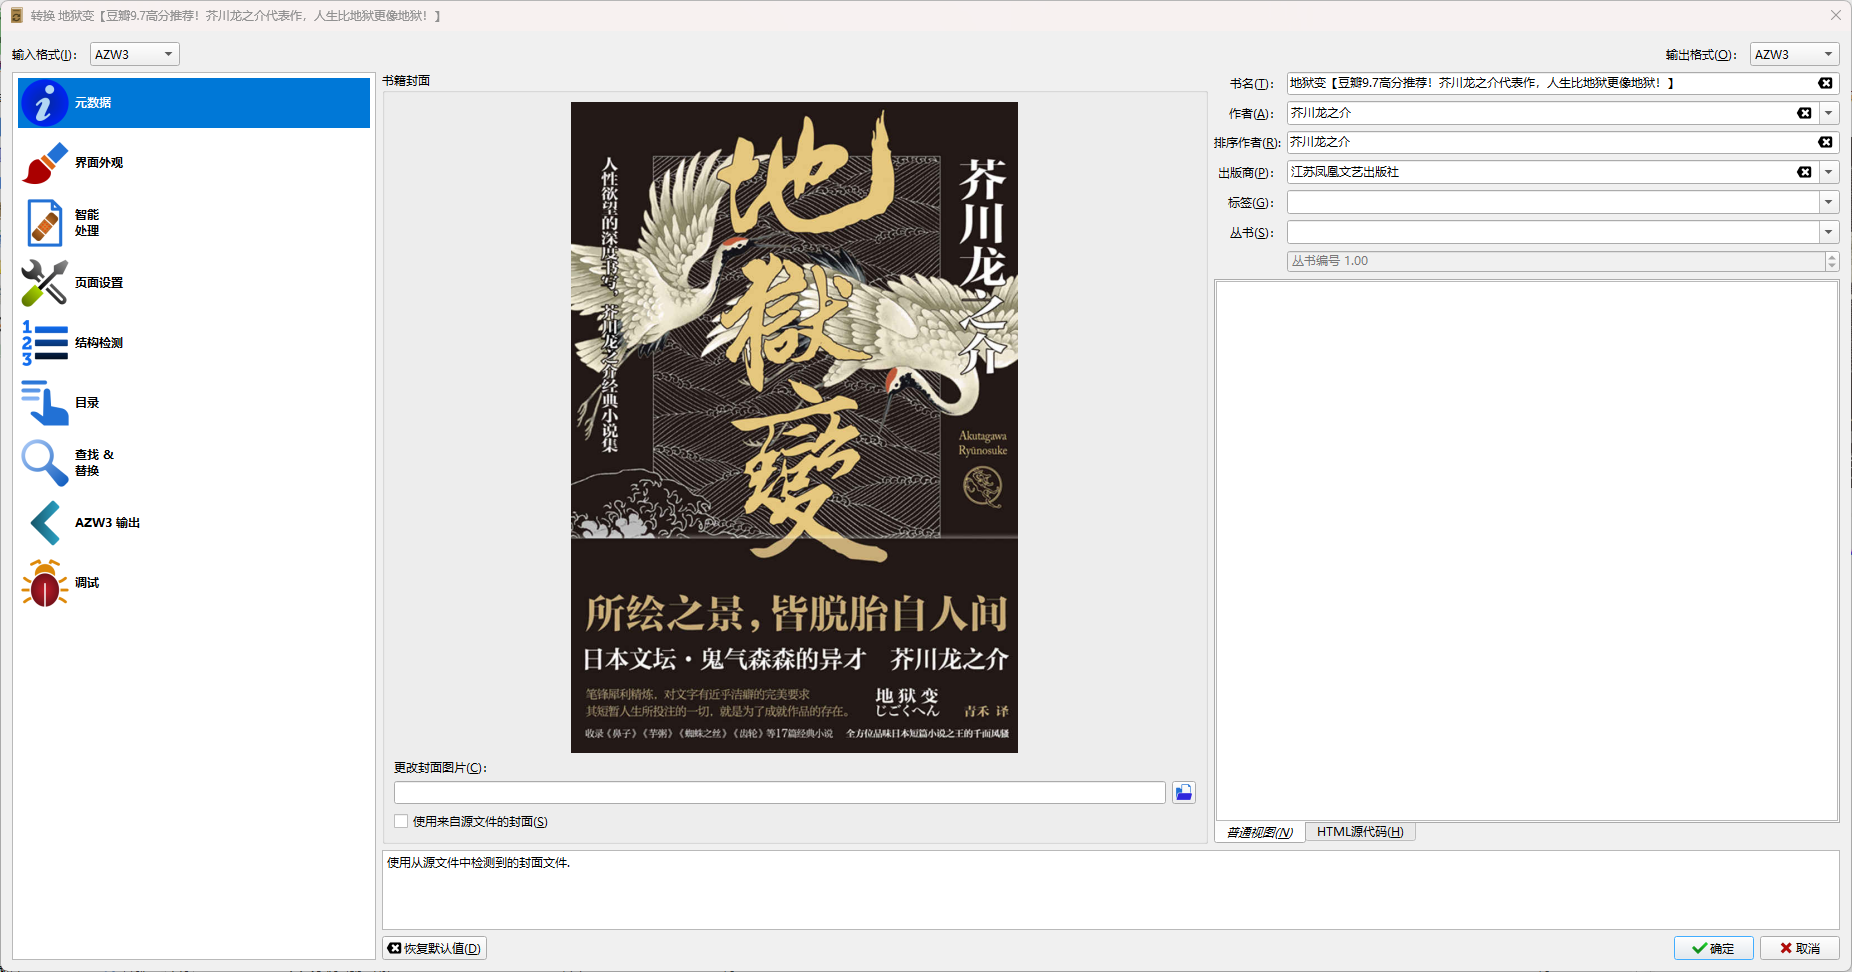 转换 地狱变【豆瓣9.7高分推荐！芥川龙之介代表作，人生比地狱更像地狱！】
输入格式(I)：
AZW3
输出格式(O)：
AZW3
元数据
界面外观
智能
处理
页面设置
结构检测
目录
查找 &
替换
AZW3 输出
调试
书籍封面
地獄變
芥川龙之介
人性欲望的深度书写，芥川龙之介经典小说集
Akutagawa
Ryūnosuke
所绘之景，皆脱胎自人间
日本文坛·鬼气森森的异才 芥川龙之介
笔锋犀利精炼，对文字有近乎洁癖的完美要求
其短暂人生所投注的一切，就是为了成就作品的存在。
地狱变
じごくへん
青禾 译
收录《鼻子》《芋粥》《蜘蛛之丝》《齿轮》等17篇经典小说 全方位品味日本短篇小说之王的千面风骚
更改封面图片(C)：
使用来自源文件的封面(S)
书名(T)：
地狱变【豆瓣9.7高分推荐！芥川龙之介代表作，人生比地狱更像地狱！】
作者(A)：
芥川龙之介
排序作者(R)：
芥川龙之介
出版商(P)：
江苏凤凰文艺出版社
标签(G)：
丛书(S)：
丛书编号 1.00
普通视图(N)
HTML源代码(H)
使用从源文件中检测到的封面文件.
恢复默认值(D)
确定
取消